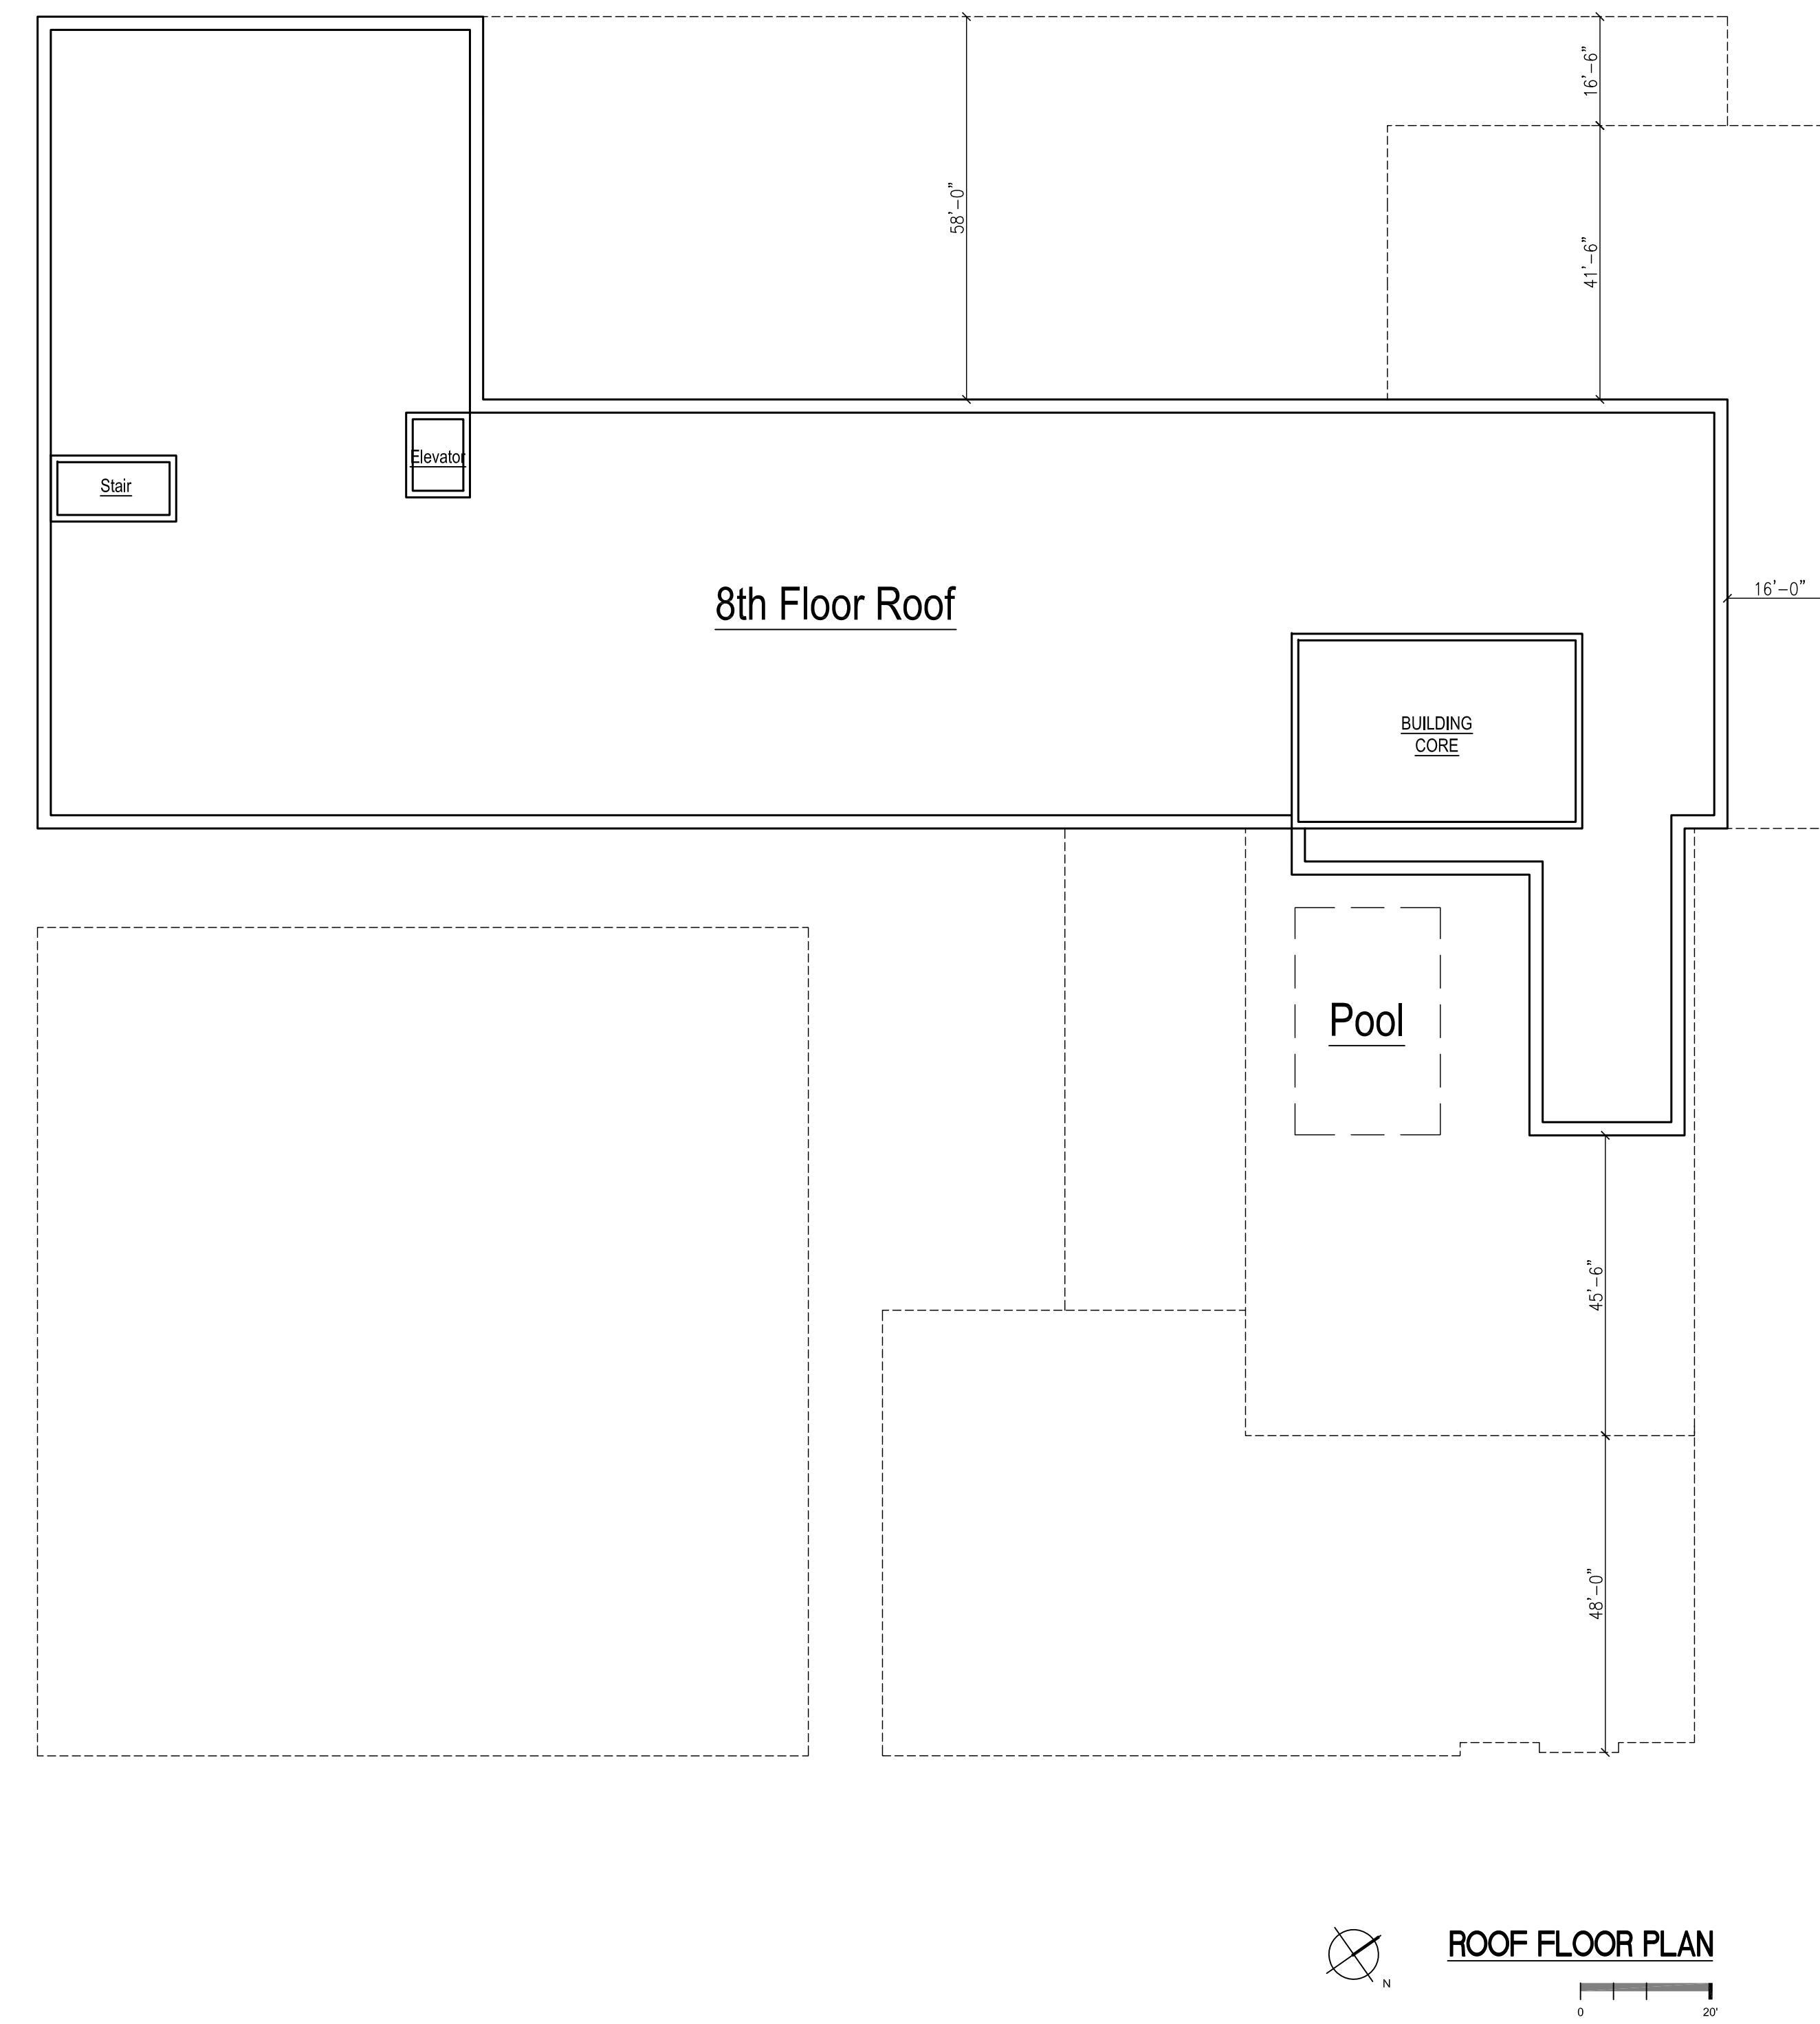 16'-6"
58'-0"
41'-6"
Elevator
Stair
8th Floor Roof
16'-0"
BUILDING
CORE
Pool
45'-6"
48'-0"
ROOF FLOOR PLAN
N
0 20'